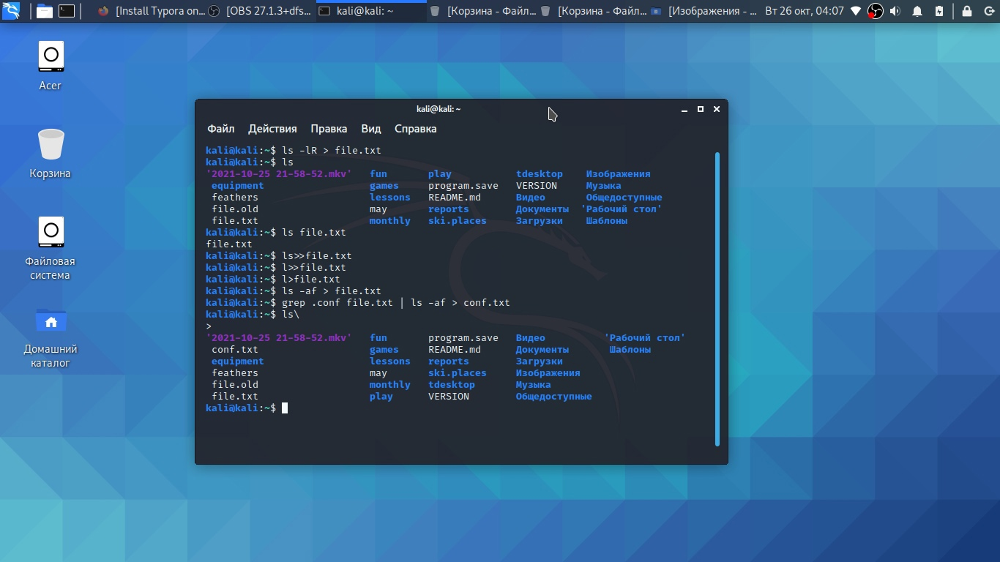 [Install Typora on... [OBS 27.1.3+dfs... kali@kali: ~ [Корзина - Файл... [Корзина - Файл... [Изображения - ... Вт 26 окт, 04:07
Acer
Корзина
Файловая
система
Домашний
каталог
kali@kali: ~
Файл Действия Правка Вид Справка
kali@kali:~$ ls -lR > file.txt
kali@kali:~$ ls
'2021-10-25 21-58-52.mkv' fun play tdesktop Изображения
equipment games program.save VERSION Музыка
feathers lessons README.md Видео Общедоступные
file.old may reports Документы 'Рабочий стол'
file.txt monthly ski.places Загрузки Шаблоны
kali@kali:~$ ls file.txt
file.txt
kali@kali:~$ ls>>file.txt
kali@kali:~$ l>>file.txt
kali@kali:~$ l>file.txt
kali@kali:~$ ls -af > file.txt
kali@kali:~$ grep .conf file.txt | ls -af > conf.txt
kali@kali:~$ ls\
>
'2021-10-25 21-58-52.mkv' fun program.save Видео 'Рабочий стол'
conf.txt games README.md Документы Шаблоны
equipment lessons reports Загрузки
feathers may ski.places Изображения
file.old monthly tdesktop Музыка
file.txt play VERSION Общедоступные
kali@kali:~$